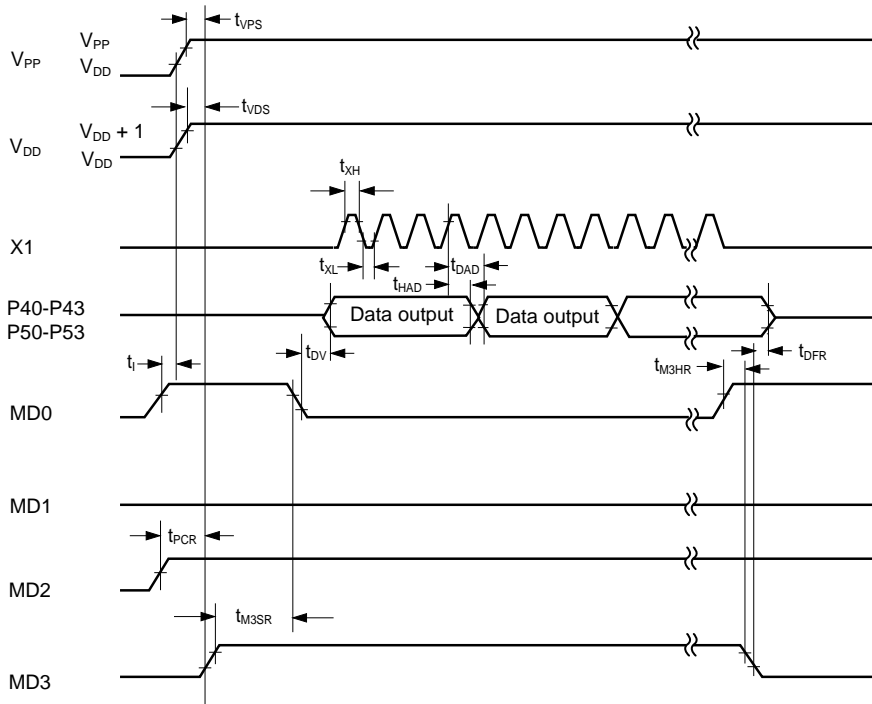 tVPS
VPP
VPP
VDD
tVDS
VDD + 1
VDD
VDD
tXH
X1
tXL
tDAD
tHAD
P40-P43
P50-P53
Data output
Data output
tDV
tI
tM3HR
tDFR
MD0
MD1
tPCR
MD2
tM3SR
MD3